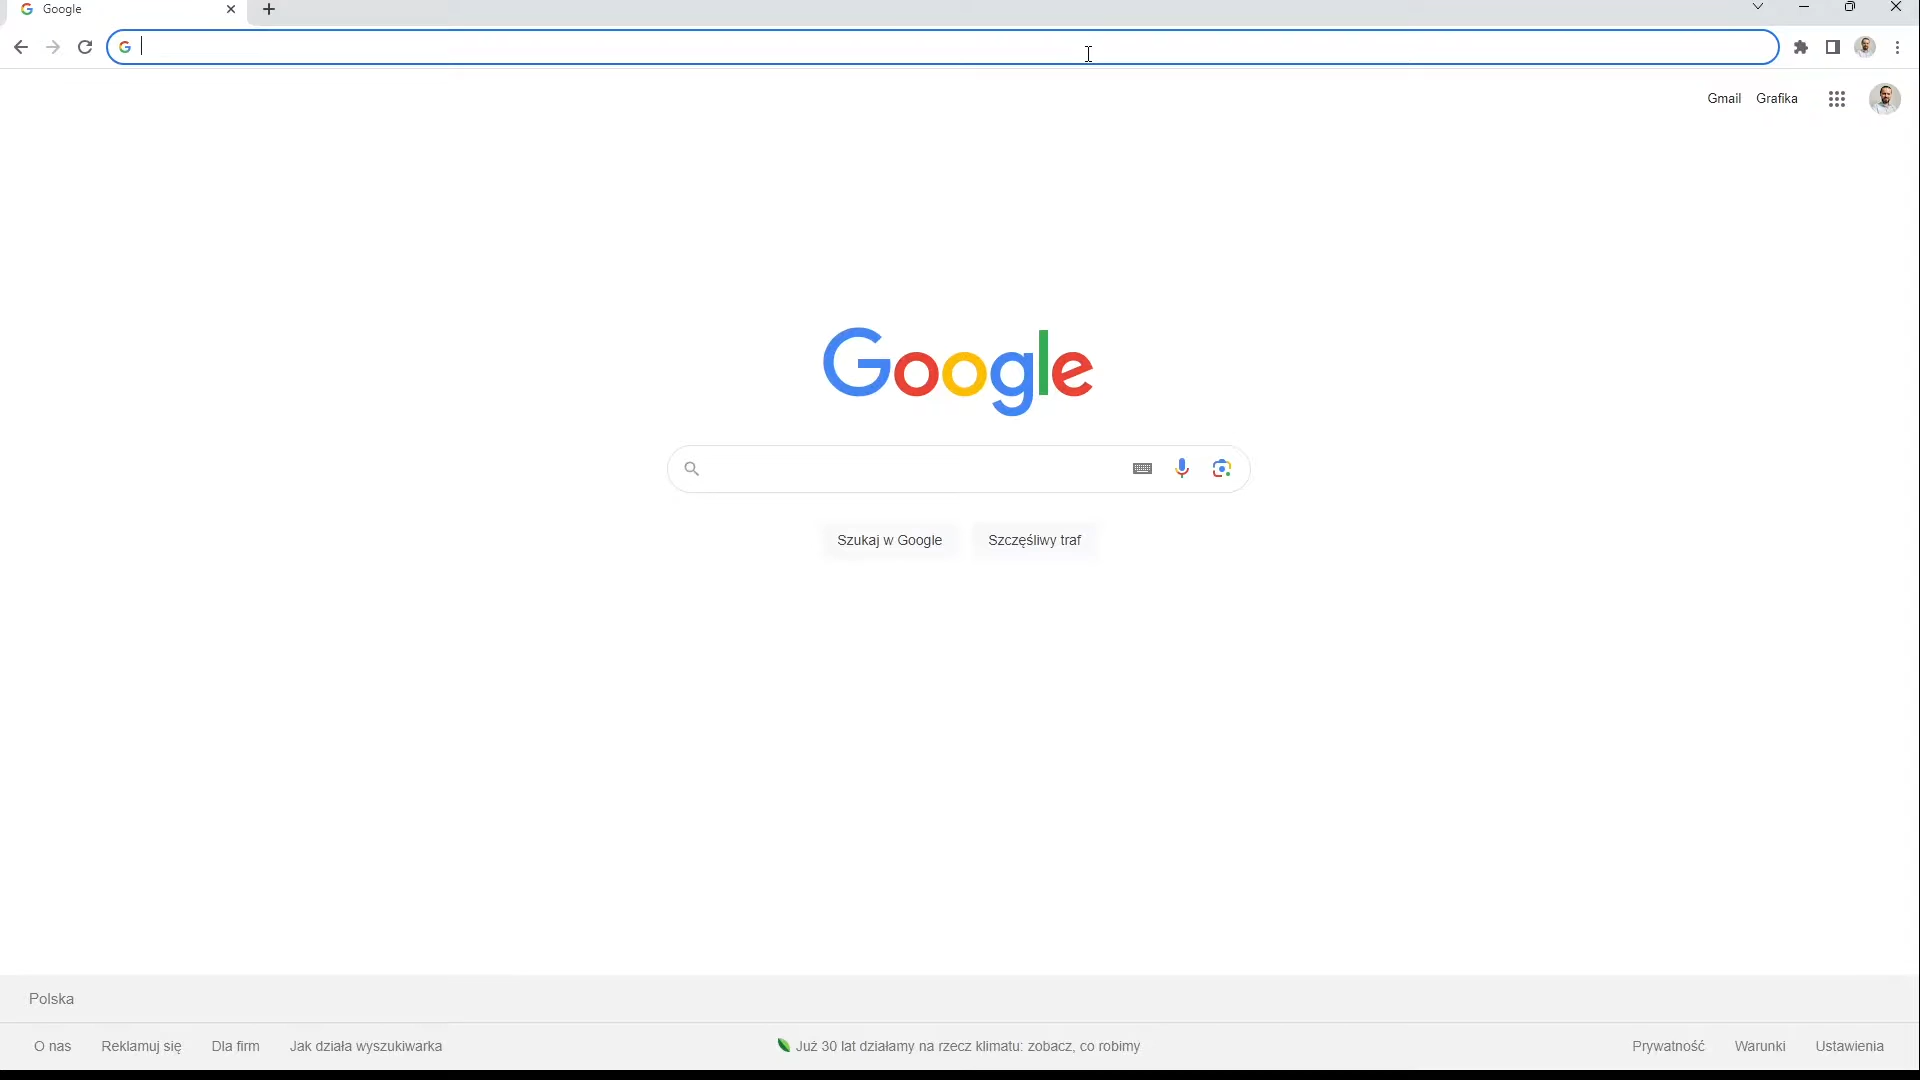 Google
Gmail Grafika
Google
Szukaj w Google Szczęśliwy traf
Polska
O nas Reklamuj się Dla firm Jak działa wyszukiwarka Już 30 lat działamy na rzecz klimatu: zobacz, co robimy Prywatność Warunki Ustawienia